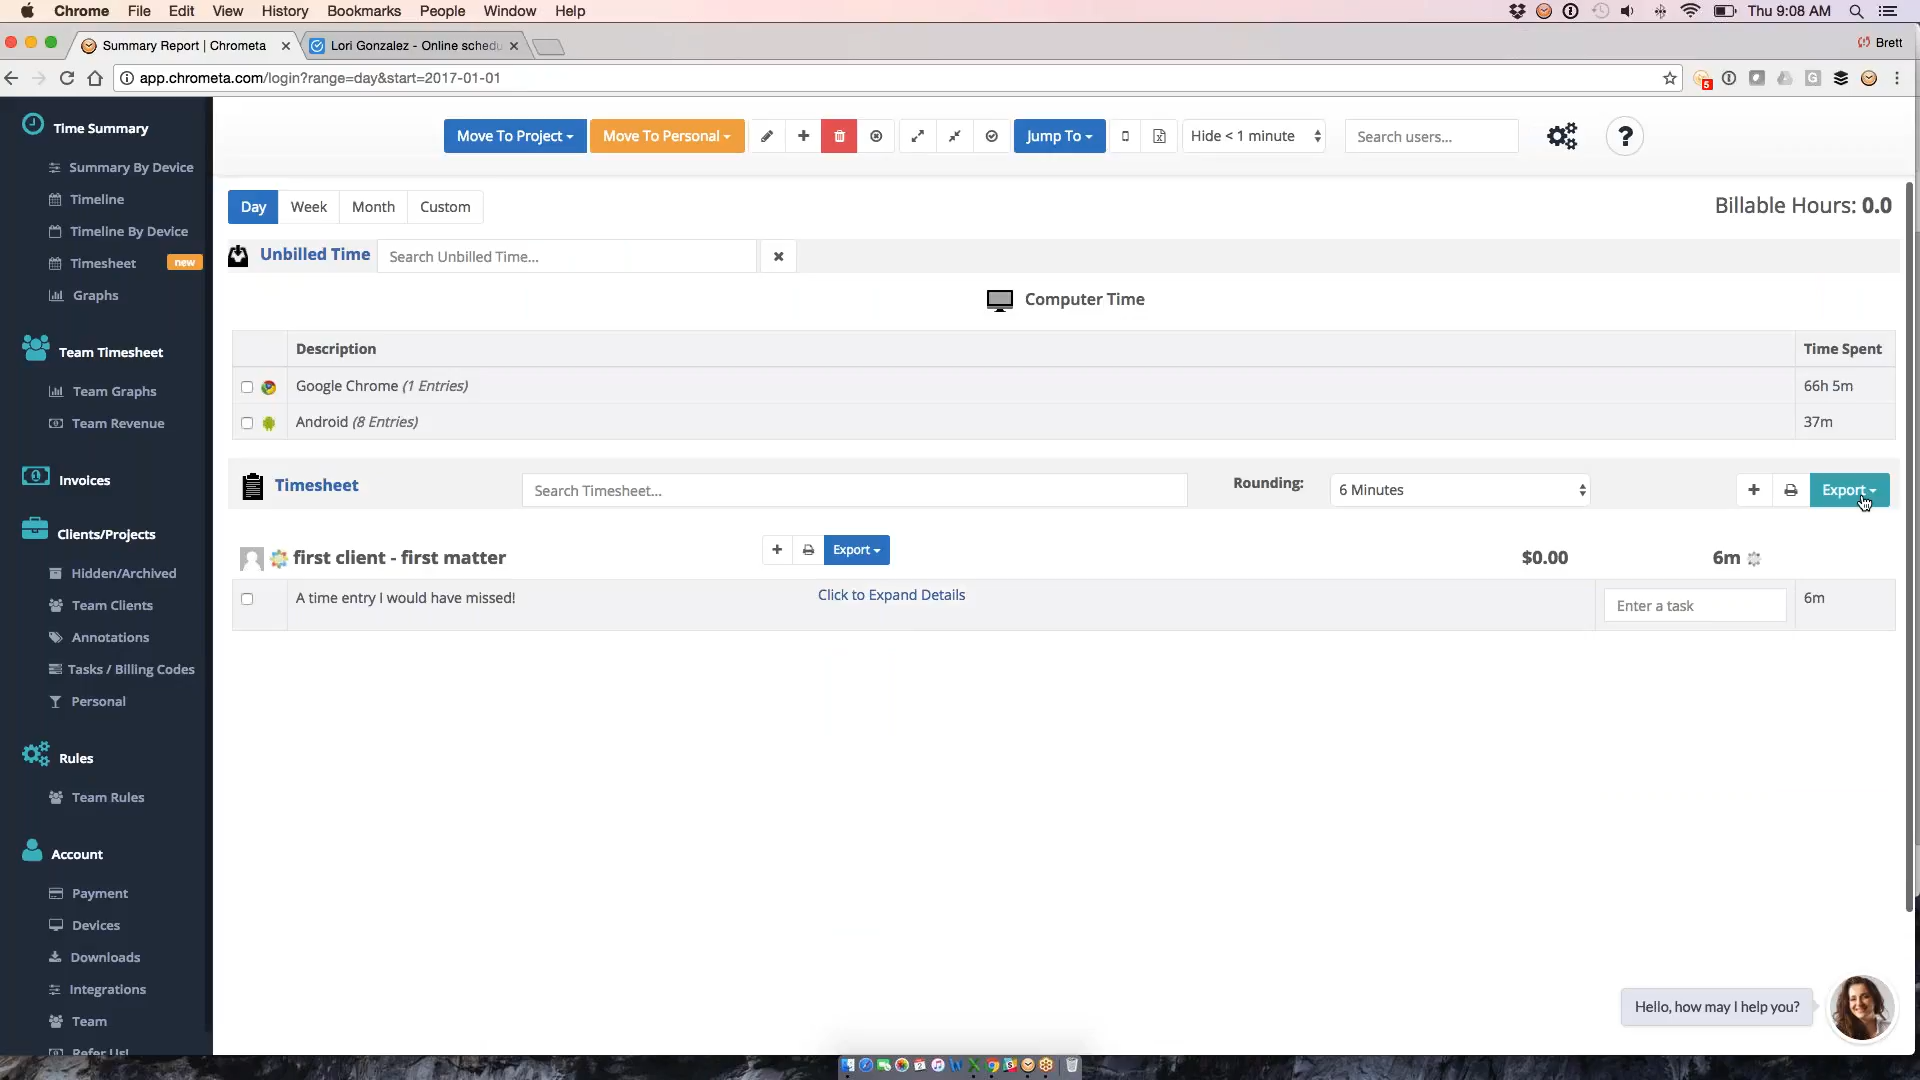 Chrome File Edit View History Bookmarks People Window Help Thu 9:08 AM
Summary Report | Chrometa
Lori Gonzalez - Online schedu
Brett
app.chrometa.com/login?range=day&start=2017-01-01
5
Time Summary
Summary By Device
Timeline
Timeline By Device
Timesheet new
Graphs
Team Timesheet
Team Graphs
Team Revenue
Invoices
Clients/Projects
Hidden/Archived
Team Clients
Annotations
Tasks / Billing Codes
Personal
Rules
Team Rules
Account
Payment
Devices
Downloads
Integrations
Team
Refer Us!
Move To Project Move To Personal Jump To Hide < 1 minute Search users... ?
Day Week Month Custom Billable Hours: 0.0
Unbilled Time Search Unbilled Time...
Computer Time
Description Time Spent
Google Chrome (1 Entries) 66h 5m
Android (8 Entries) 37m
Timesheet Search Timesheet... Rounding: 6 Minutes Export
first client - first matter Export $0.00 6m
A time entry I would have missed! Click to Expand Details Enter a task 6m
Hello, how may I help you?